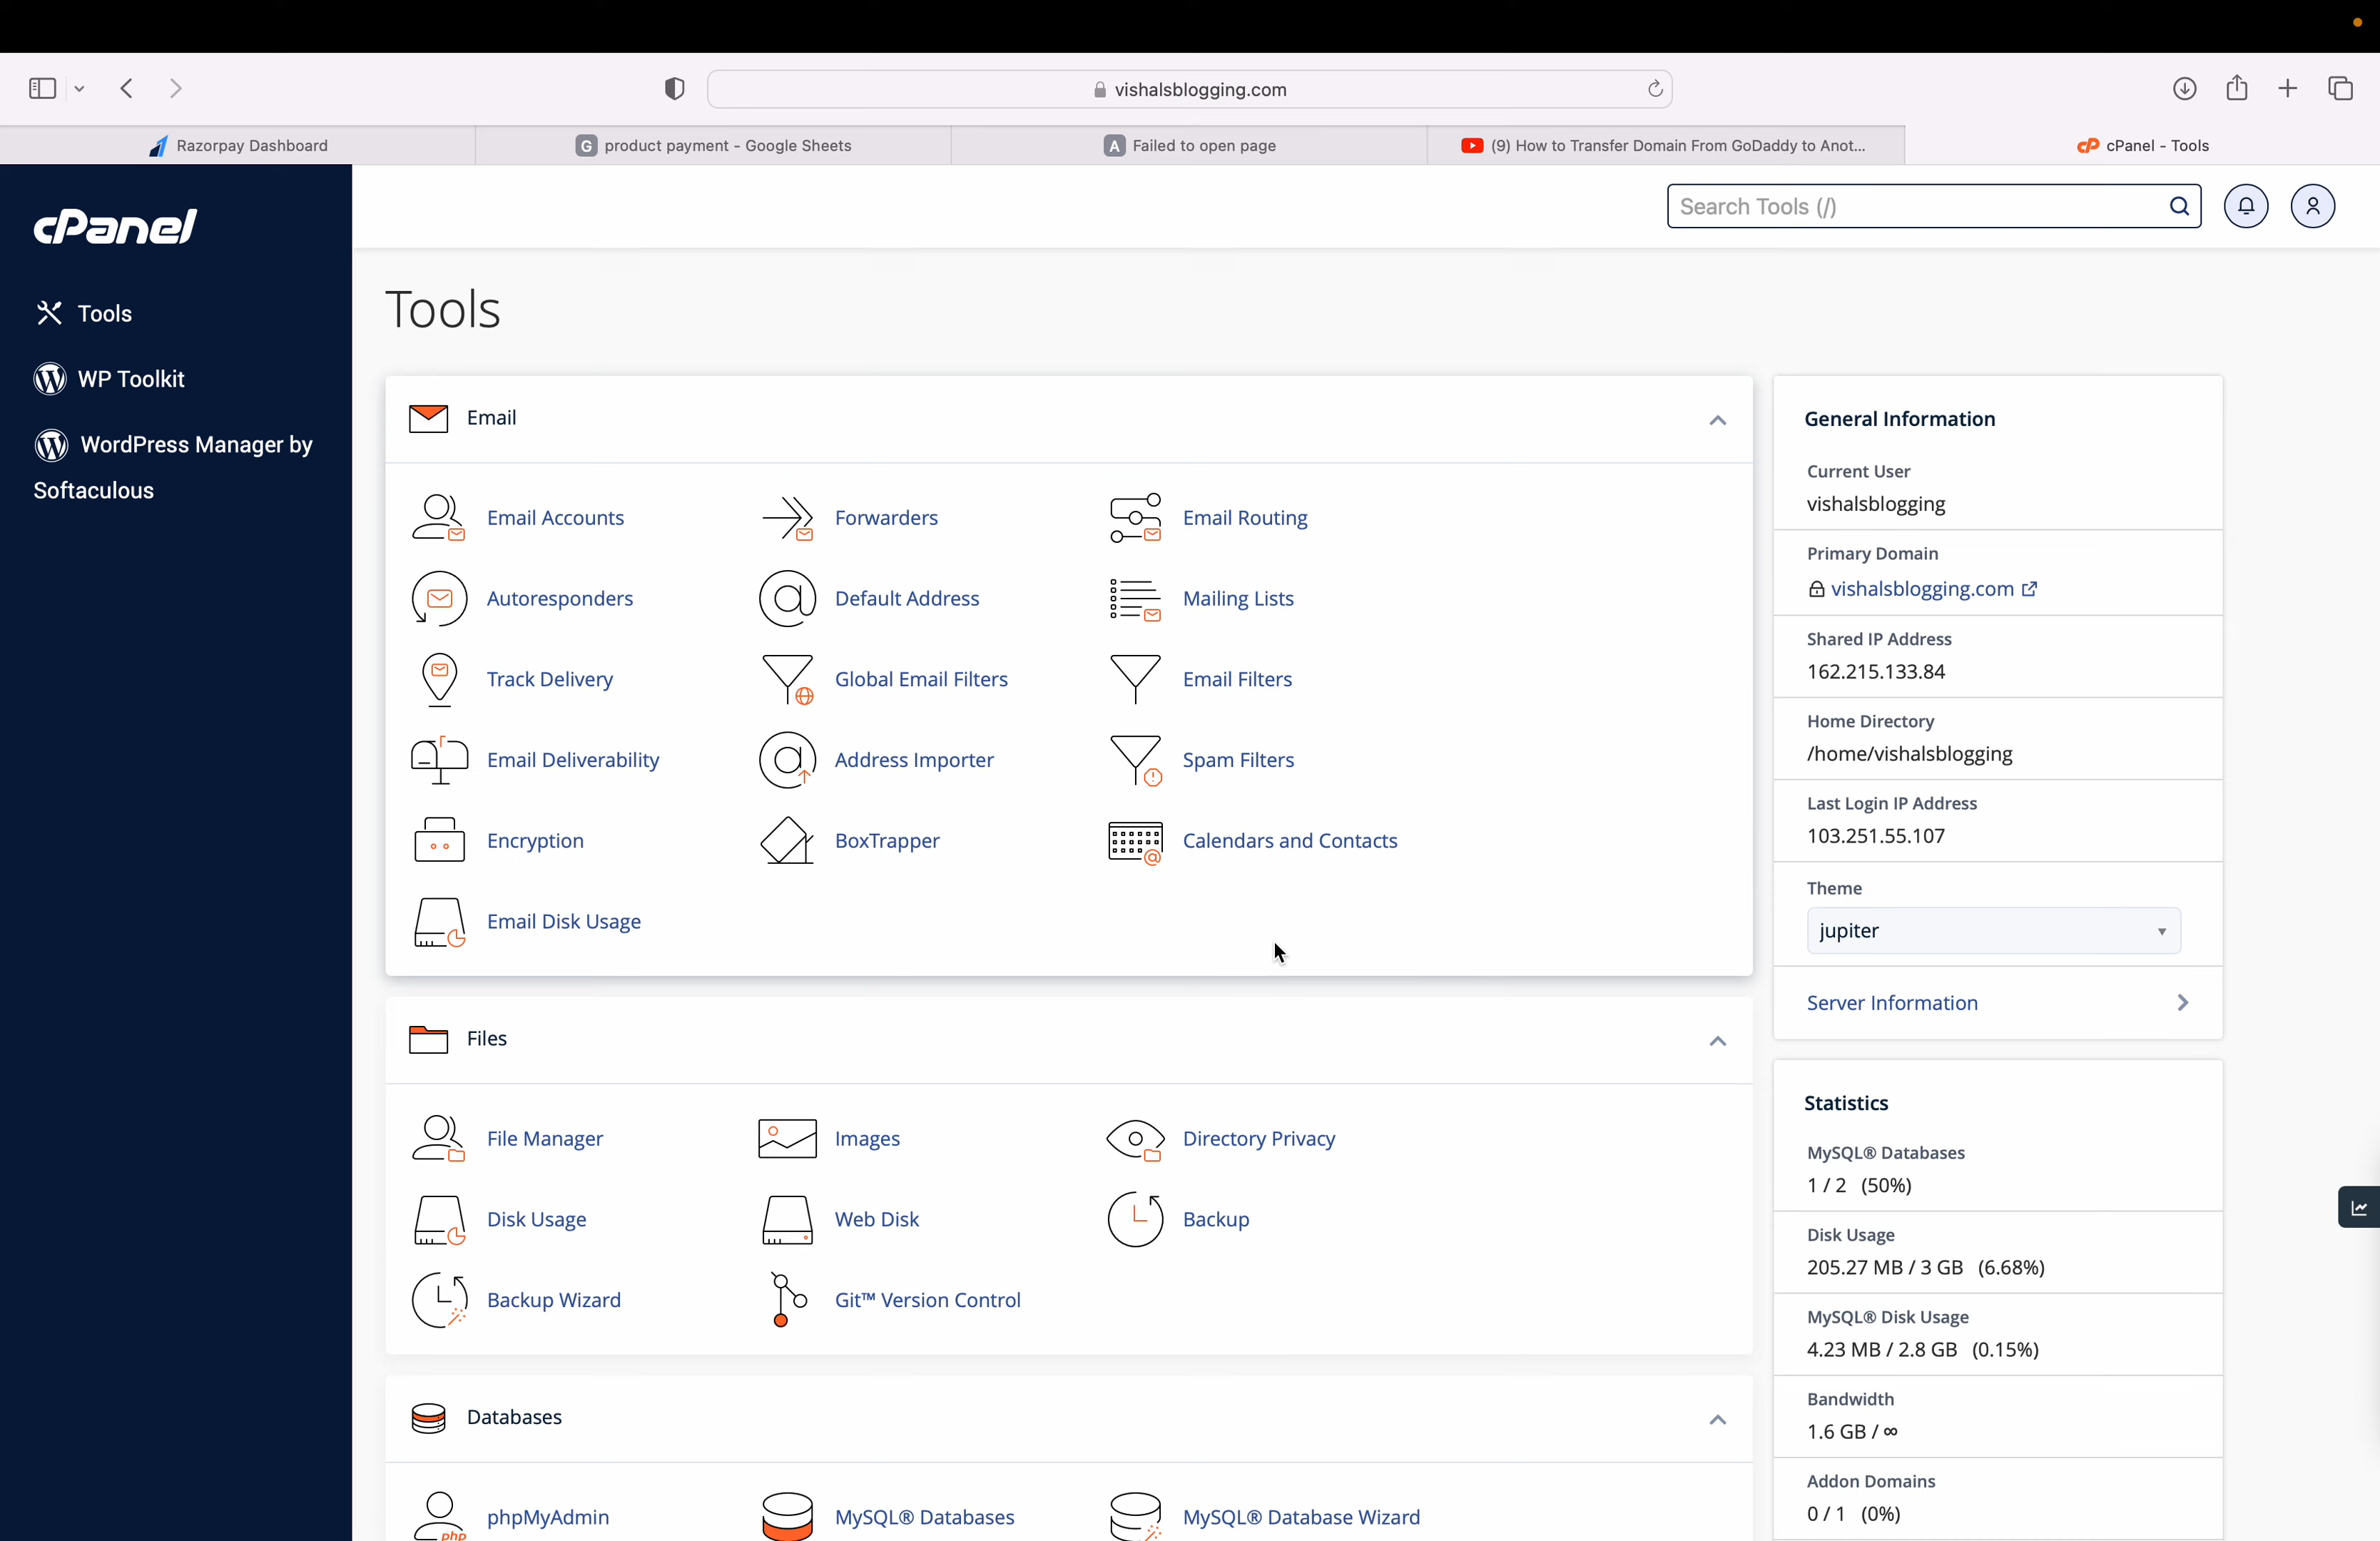 vishalsblogging.com
Razorpay Dashboard
G product payment - Google Sheets
A Failed to open page
(9) How to Transfer Domain From GoDaddy to Anot...
cP cPanel - Tools
cPanel
Search Tools (/)
Tools
WP Toolkit
WordPress Manager by
Softaculous
Tools
Email
Email Accounts
Forwarders
Email Routing
Autoresponders
Default Address
Mailing Lists
Track Delivery
Global Email Filters
Email Filters
Email Deliverability
Address Importer
Spam Filters
Encryption
BoxTrapper
Calendars and Contacts
Email Disk Usage
Files
File Manager
Images
Directory Privacy
Disk Usage
Web Disk
Backup
Backup Wizard
Git™ Version Control
Databases
php
phpMyAdmin
MySQL® Databases
MySQL® Database Wizard
General Information
Current User
vishalsblogging
Primary Domain
vishalsblogging.com
Shared IP Address
162.215.133.84
Home Directory
/home/vishalsblogging
Last Login IP Address
103.251.55.107
Theme
jupiter
Server Information
Statistics
MySQL® Databases
1 / 2 (50%)
Disk Usage
205.27 MB / 3 GB (6.68%)
MySQL® Disk Usage
4.23 MB / 2.8 GB (0.15%)
Bandwidth
1.6 GB / ∞
Addon Domains
0 / 1 (0%)